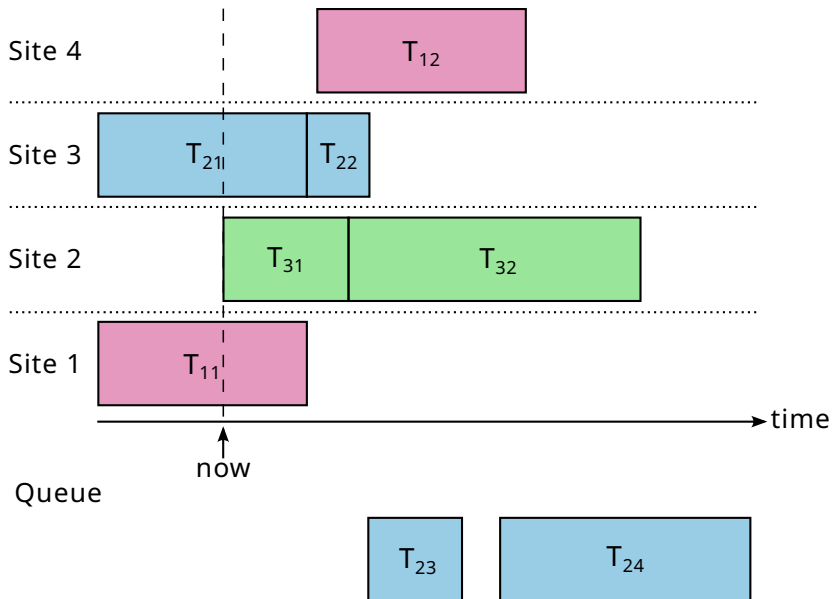 Site 4
T₁₂
Site 3
T₂₁
T₂₂
Site 2
T₃₁
T₃₂
Site 1
T₁₁
time
now
Queue
T₂₃
T₂₄